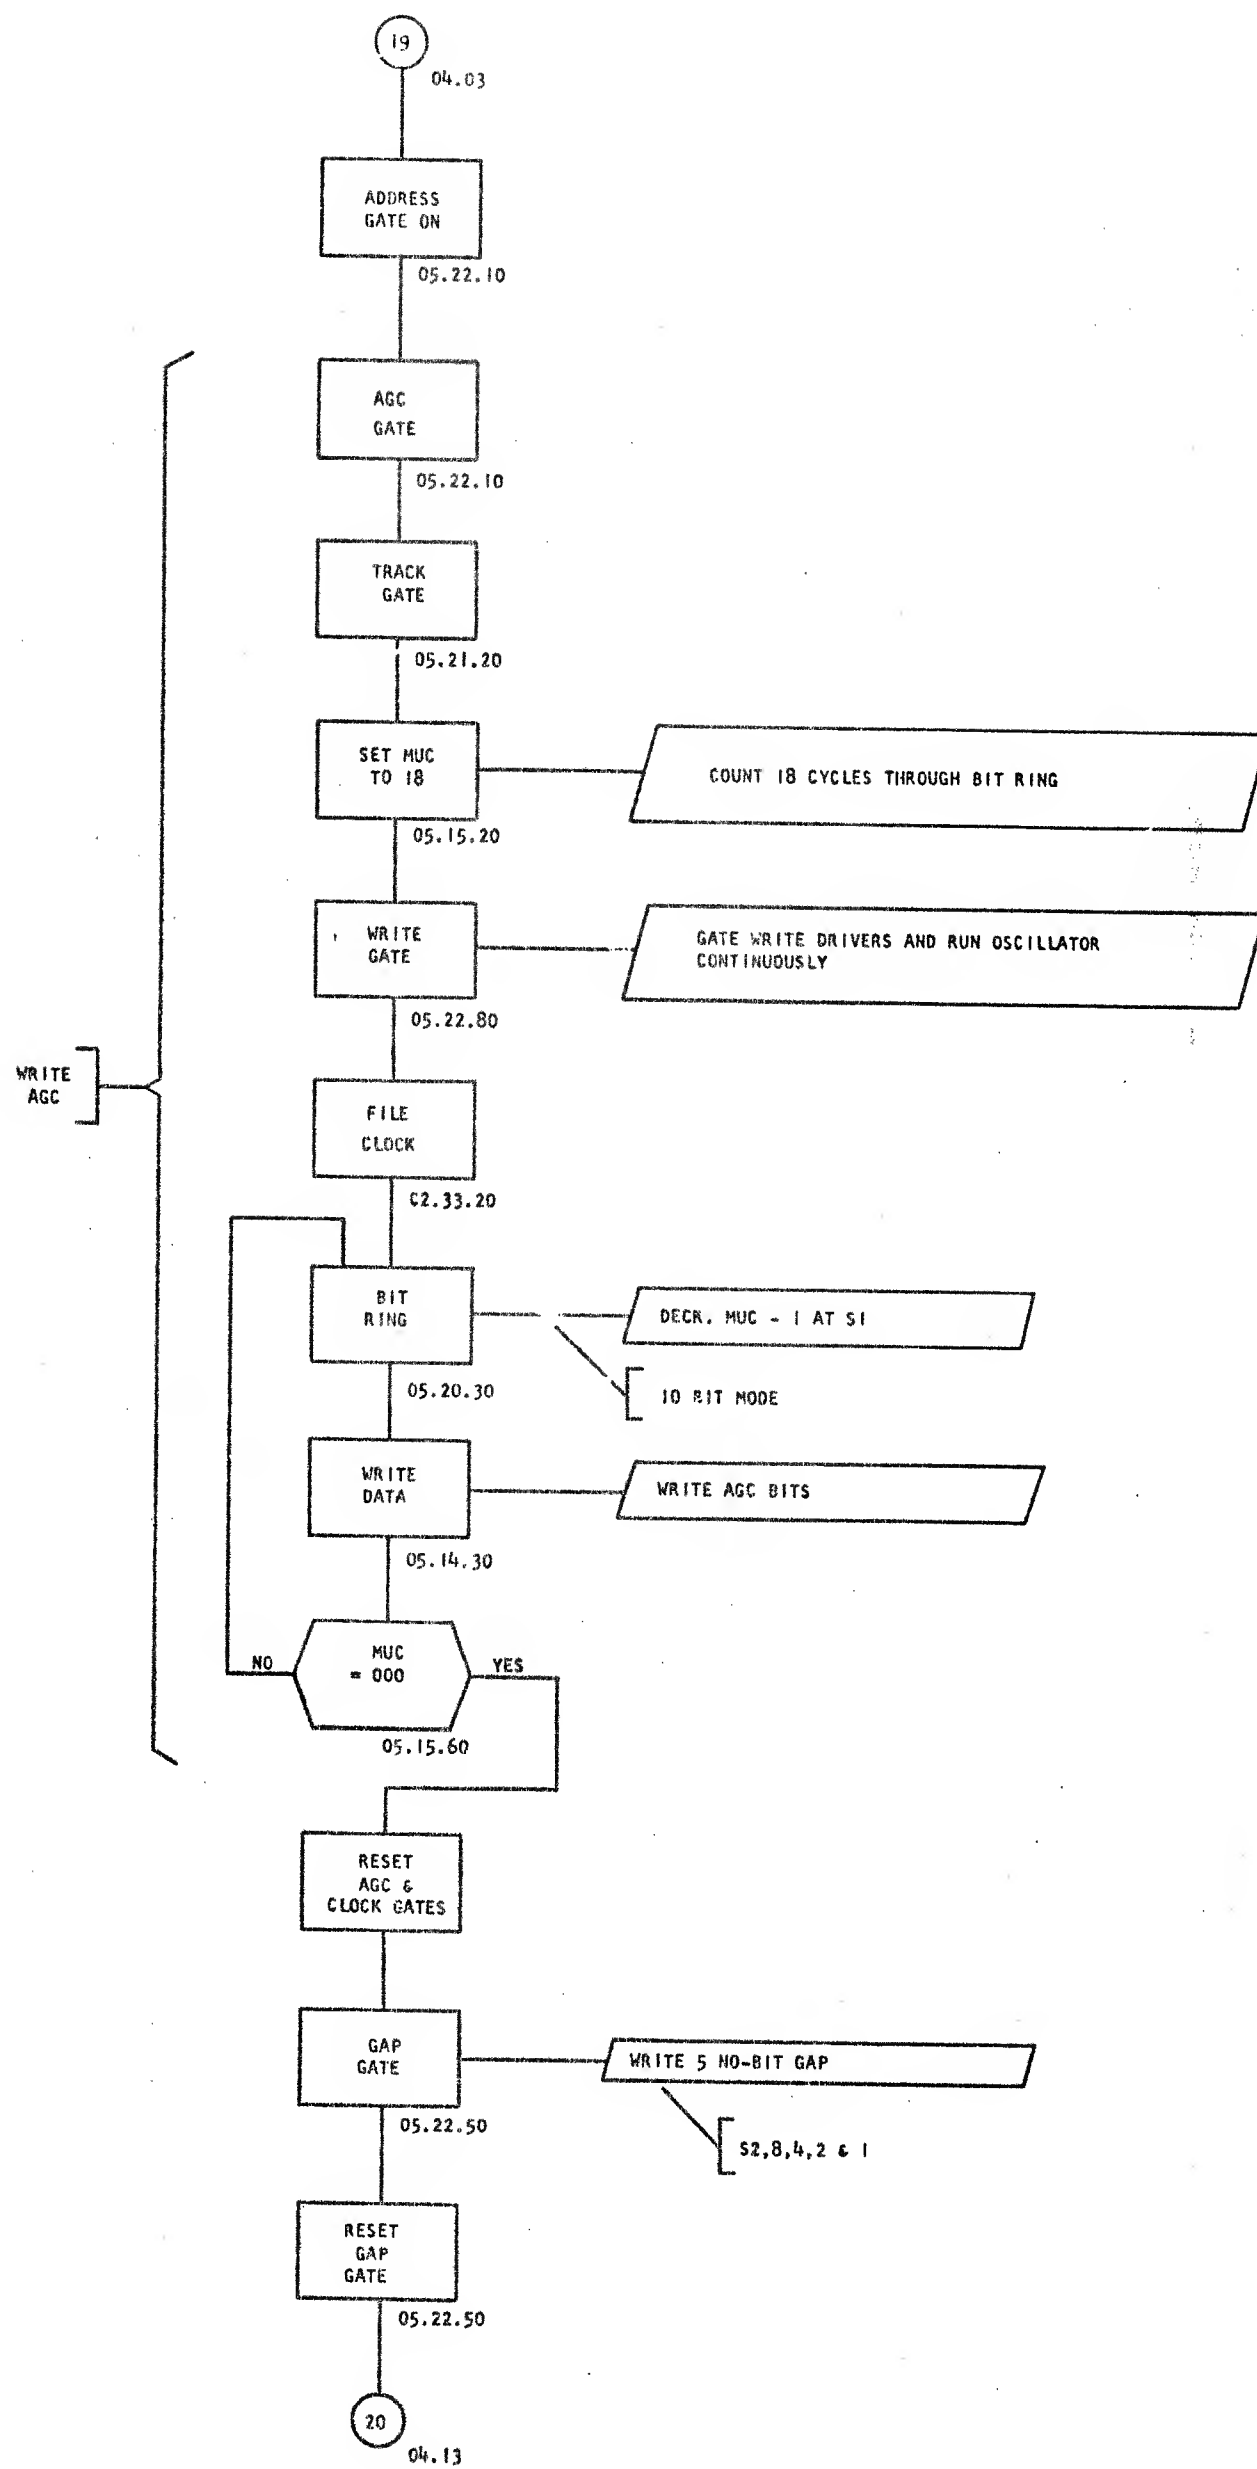 19
04.03
ADDRESS
GATE ON
05.22.10
AGC
GATE
05.22.10
TRACK
GATE
05.21.20
SET MUC
TO 18
COUNT 18 CYCLES THROUGH BIT RING
05.15.20
WRITE
GATE
GATE WRITE DRIVERS AND RUN OSCILLATOR
CONTINUOUSLY
05.22.80
WRITE
AGC
FILE
CLOCK
C2.33.20
BIT
RING
DECR. MUC - 1 AT S1
05.20.30
10 BIT MODE
WRITE
DATA
WRITE AGC BITS
05.14.30
MUC
= 000
NO
YES
05.15.60
RESET
AGC &
CLOCK GATES
GAP
GATE
WRITE 5 NO-BIT GAP
05.22.50
S2,8,4,2 & 1
RESET
GAP
GATE
05.22.50
20
04.13